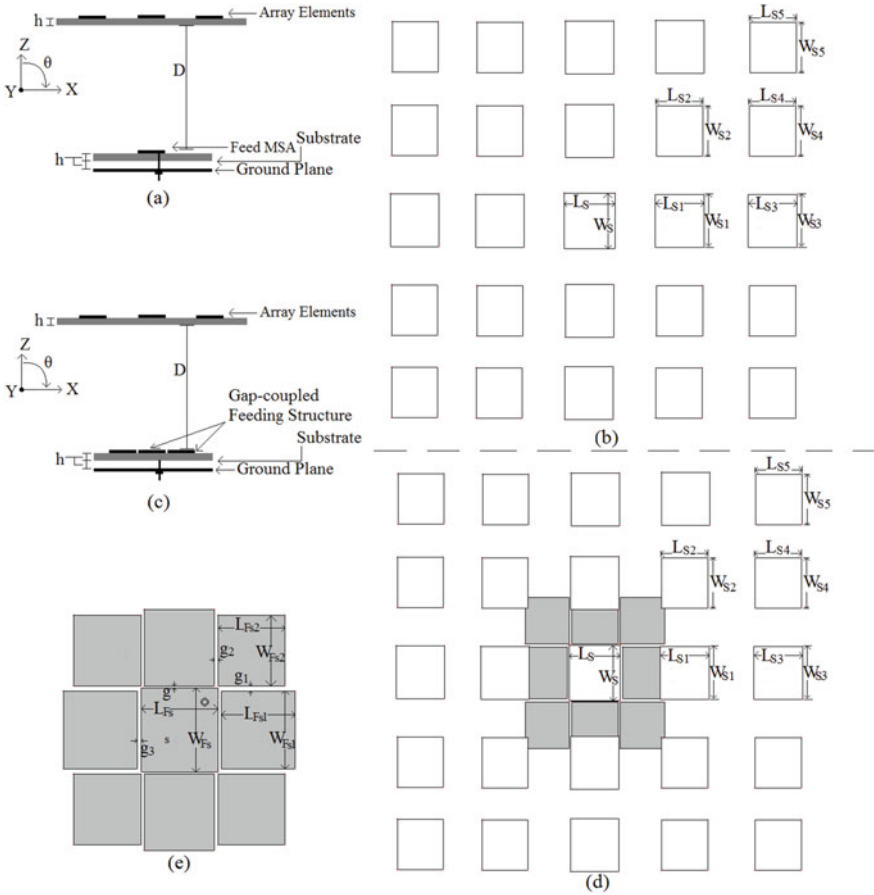 h
Array Elements
Z
θ
Y
X
D
Feed MSA
Substrate
h
Ground Plane
(a)
h
Array Elements
Z
θ
Y
X
D
Gap-coupled
Feeding Structure
Substrate
h
Ground Plane
(c)
LFs2
WFs2
g2
g1
g
LFs
LFs1
WFs
WFs1
g3
s
(e)
LS5
WS5
LS2
LS4
WS2
WS4
LS
WS
LS1
WS1
LS3
WS3
(b)
LS5
WS5
LS2
LS4
WS2
WS4
LS
WS
LS1
WS1
LS3
WS3
(d)